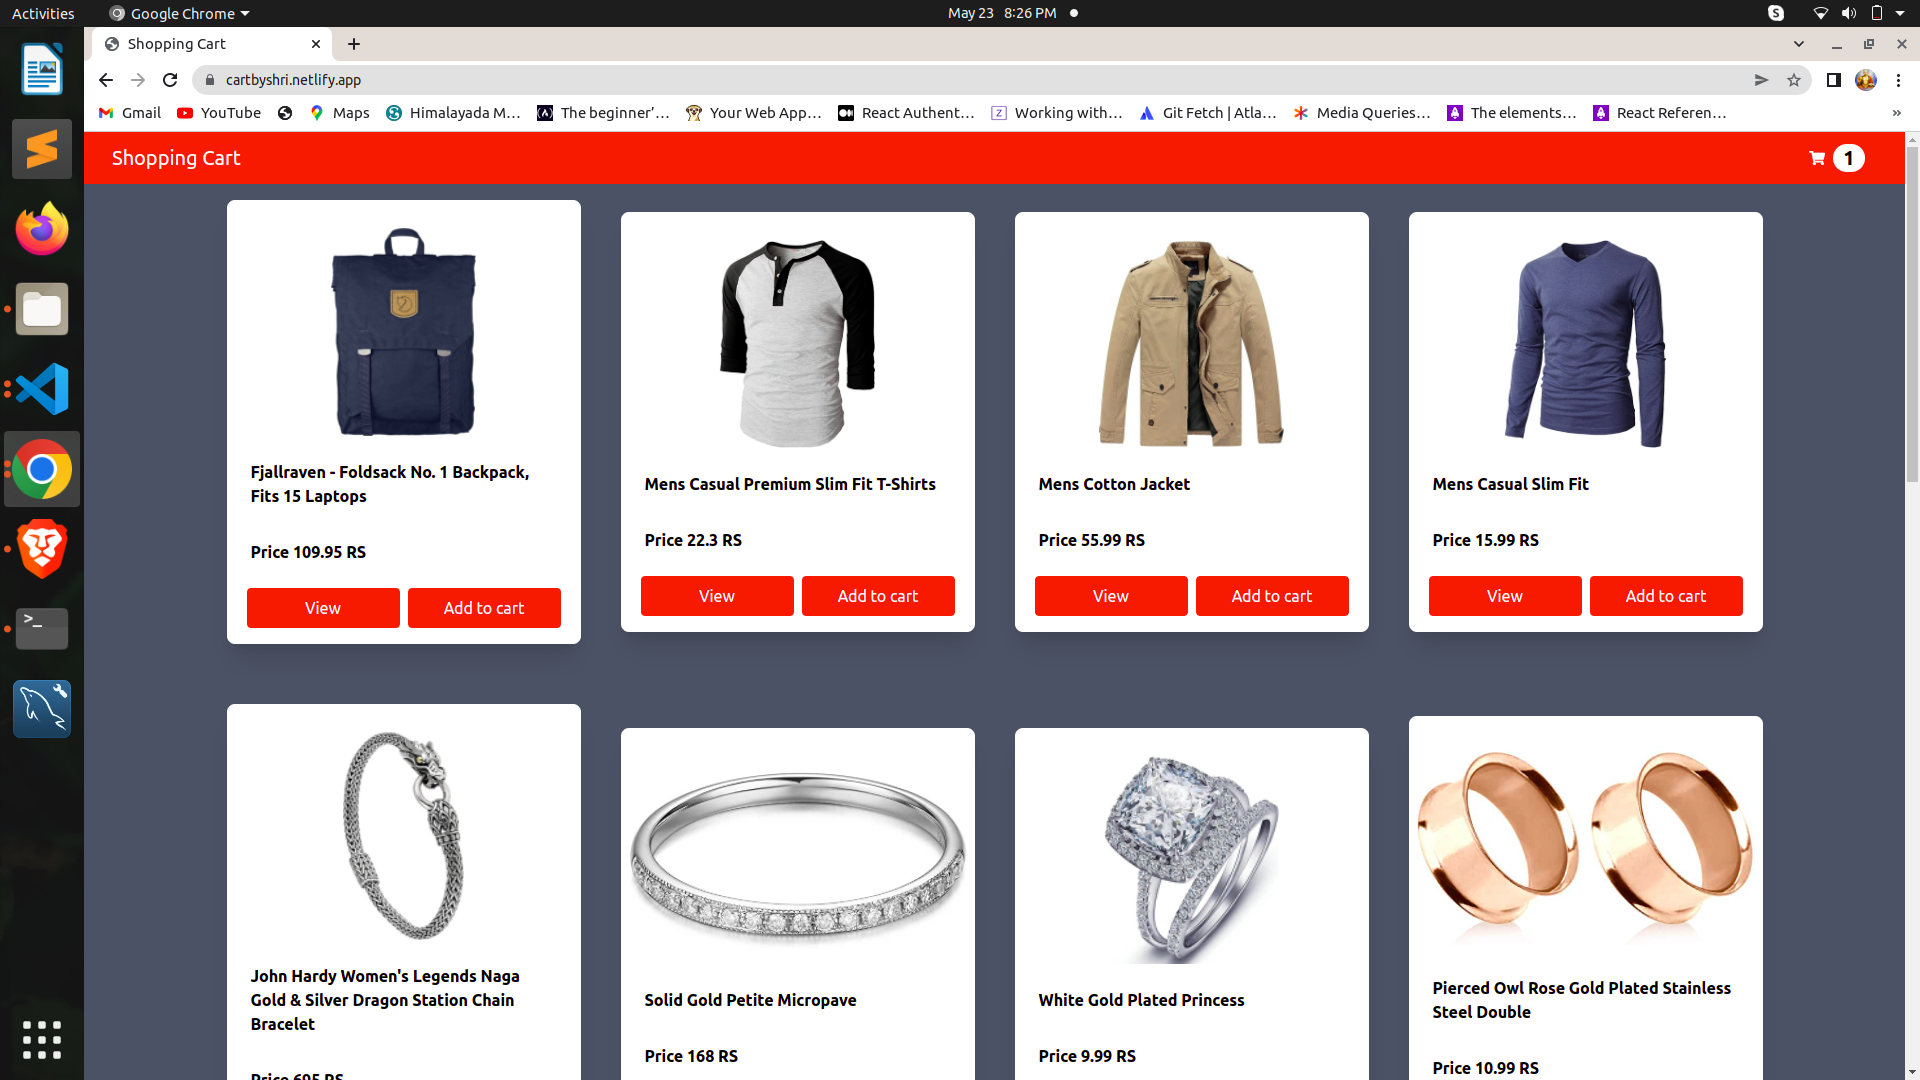 Activities
Google Chrome
May 23 8:26 PM
S
Shopping Cart
cartbyshri.netlify.app
Gmail
YouTube
Maps
Himalayada M...
The beginner'...
Your Web App...
React Authent...
Working with...
Git Fetch | Atla...
Media Queries...
The elements...
React Referen...
»
Shopping Cart
1
Fjallraven - Foldsack No. 1 Backpack,
Fits 15 Laptops
Price 109.95 RS
View
Add to cart
Mens Casual Premium Slim Fit T-Shirts
Price 22.3 RS
View
Add to cart
Mens Cotton Jacket
Price 55.99 RS
View
Add to cart
Mens Casual Slim Fit
Price 15.99 RS
View
Add to cart
John Hardy Women's Legends Naga
Gold & Silver Dragon Station Chain
Bracelet
Price 695 RS
Solid Gold Petite Micropave
Price 168 RS
White Gold Plated Princess
Price 9.99 RS
Pierced Owl Rose Gold Plated Stainless
Steel Double
Price 10.99 RS